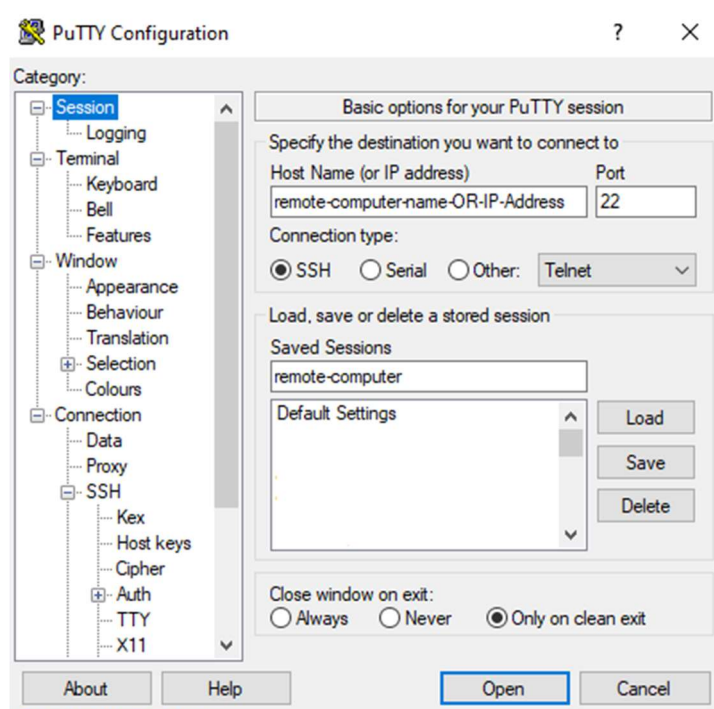 PuTTY Configuration ?
Category:
Session
Logging
Terminal
Keyboard
Bell
Features
Window
Appearance
Behaviour
Translation
Selection
Colours
Connection
Data
Proxy
SSH
Kex
Host keys
Cipher
Auth
TTY
X11
Basic options for your PuTTY session
Specify the destination you want to connect to
Host Name (or IP address) Port
remote-computer-name-OR-IP-Address 22
Connection type:
SSH Serial Other: Telnet
Load, save or delete a stored session
Saved Sessions
remote-computer
Default Settings
Load
Save
Delete
Close window on exit:
Always Never Only on clean exit
About Help Open Cancel